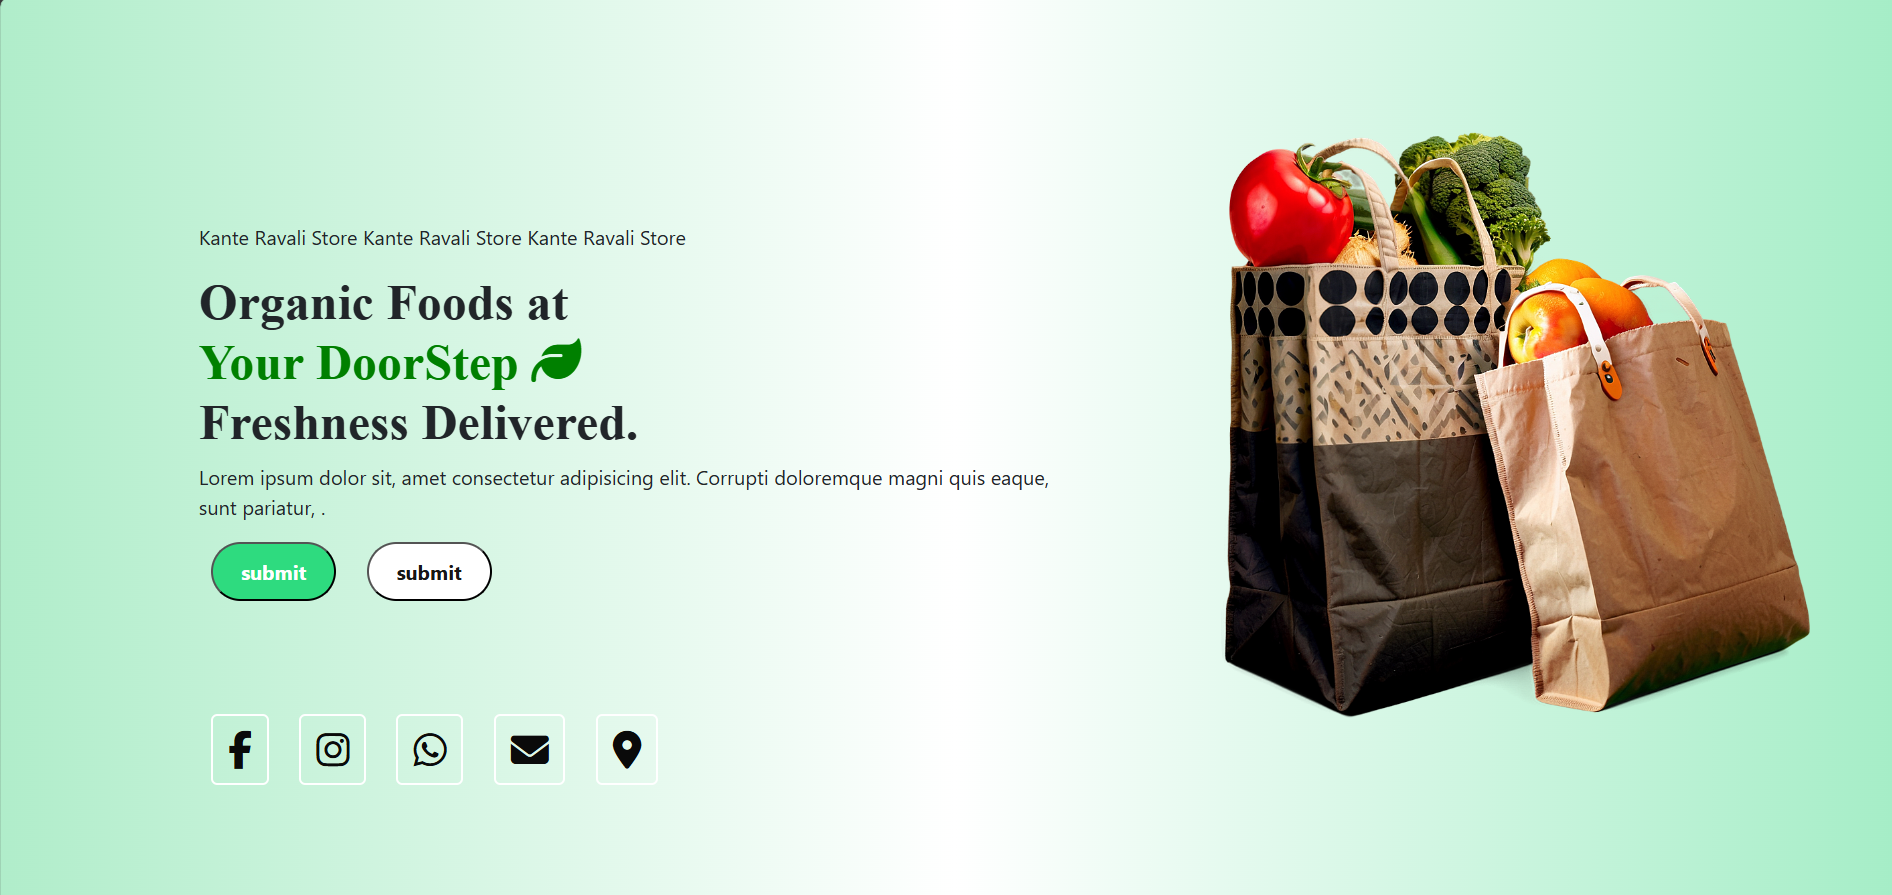 Kante Ravali Store Kante Ravali Store Kante Ravali Store
Organic Foods at
Your DoorStep
Freshness Delivered.
Lorem ipsum dolor sit, amet consectetur adipisicing elit. Corrupti doloremque magni quis eaque,
sunt pariatur, .
submit submit